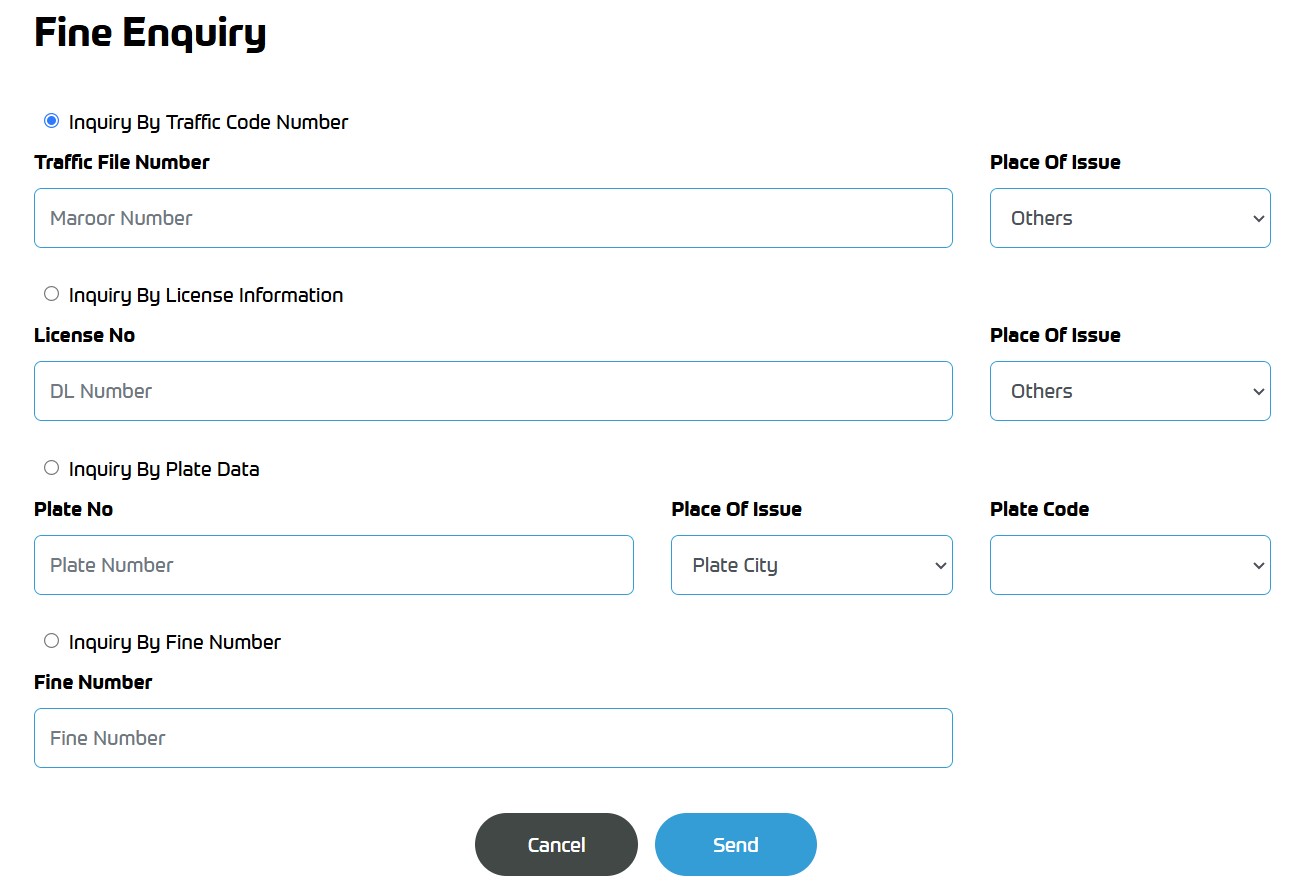 Fine Enquiry
Inquiry By Traffic Code Number
Traffic File Number
Place Of Issue
Maroor Number
Others
Inquiry By License Information
License No
Place Of Issue
DL Number
Others
Inquiry By Plate Data
Plate No
Place Of Issue
Plate Code
Plate Number
Plate City
Inquiry By Fine Number
Fine Number
Fine Number
Cancel
Send